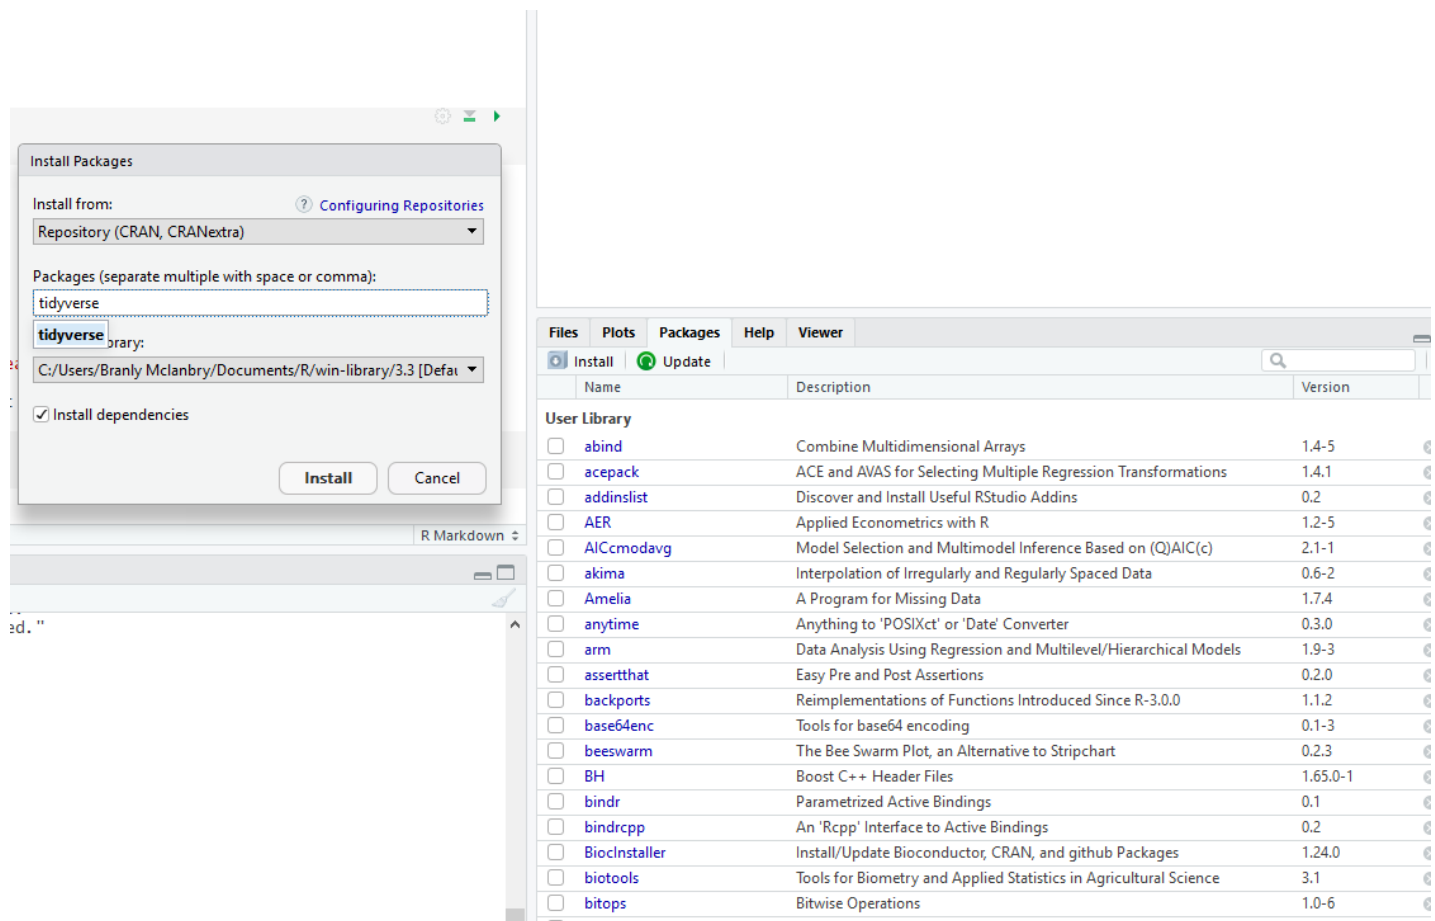 Install Packages
Install from:
? Configuring Repositories
Repository (CRAN, CRANextra)
Packages (separate multiple with space or comma):
tidyverse
tidyverse
brary:
C:/Users/Branly Mclanbry/Documents/R/win-library/3.3 [Defau
Install dependencies
Install Cancel
R Markdown
ed. "
Files Plots Packages Help Viewer
Install Update
Name Description Version
User Library
abind Combine Multidimensional Arrays 1.4-5
acepack ACE and AVAS for Selecting Multiple Regression Transformations 1.4.1
addinslist Discover and Install Useful RStudio Addins 0.2
AER Applied Econometrics with R 1.2-5
AICcmodavg Model Selection and Multimodel Inference Based on (Q)AIC(c) 2.1-1
akima Interpolation of Irregularly and Regularly Spaced Data 0.6-2
Amelia A Program for Missing Data 1.7.4
anytime Anything to 'POSIXct' or 'Date' Converter 0.3.0
arm Data Analysis Using Regression and Multilevel/Hierarchical Models 1.9-3
assertthat Easy Pre and Post Assertions 0.2.0
backports Reimplementations of Functions Introduced Since R-3.0.0 1.1.2
base64enc Tools for base64 encoding 0.1-3
beeswarm The Bee Swarm Plot, an Alternative to Stripchart 0.2.3
BH Boost C++ Header Files 1.65.0-1
bindr Parametrized Active Bindings 0.1
bindrcpp An 'Rcpp' Interface to Active Bindings 0.2
BiocInstaller Install/Update Bioconductor, CRAN, and github Packages 1.24.0
biotools Tools for Biometry and Applied Statistics in Agricultural Science 3.1
bitops Bitwise Operations 1.0-6